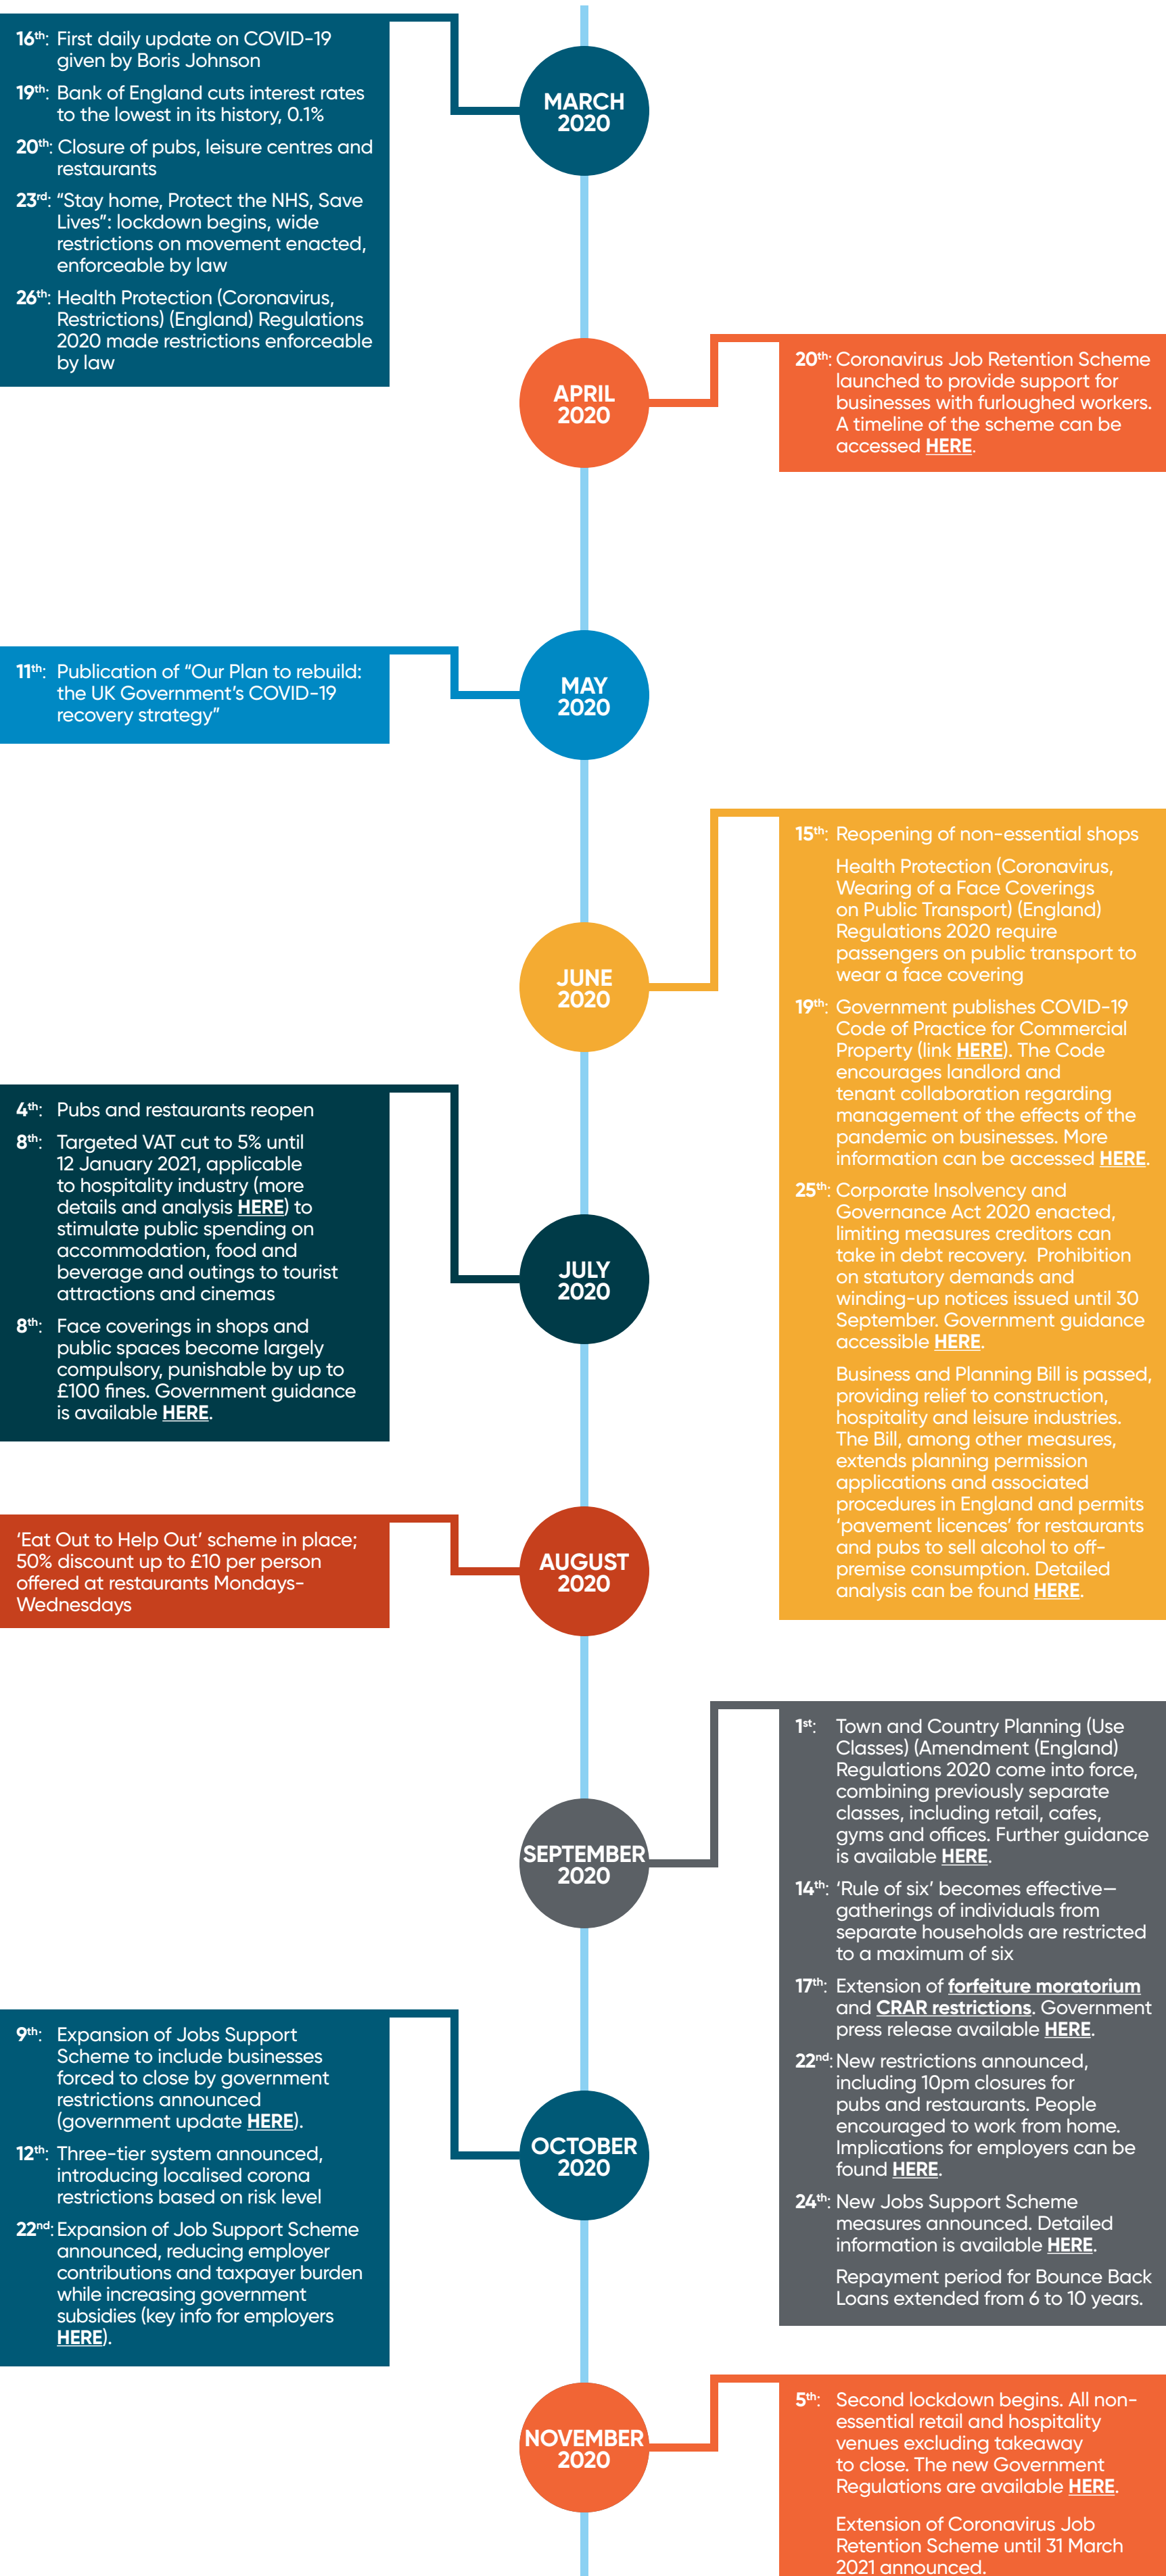 16th: First daily update on COVID-19
given by Boris Johnson
19th: Bank of England cuts interest rates
to the lowest in its history, 0.1%
20th: Closure of pubs, leisure centres and
restaurants
23rd: “Stay home, Protect the NHS, Save
Lives”: lockdown begins, wide
restrictions on movement enacted,
enforceable by law
26th: Health Protection (Coronavirus,
Restrictions) (England) Regulations
2020 made restrictions enforceable
by law
MARCH
2020
APRIL
2020
20th: Coronavirus Job Retention Scheme
launched to provide support for
businesses with furloughed workers.
A timeline of the scheme can be
accessed HERE.
11th: Publication of “Our Plan to rebuild:
the UK Government’s COVID-19
recovery strategy”
MAY
2020
JUNE
2020
15th: Reopening of non-essential shops
Health Protection (Coronavirus,
Wearing of a Face Coverings
on Public Transport) (England)
Regulations 2020 require
passengers on public transport to
wear a face covering
19th: Government publishes COVID-19
Code of Practice for Commercial
Property (link HERE). The Code
encourages landlord and
tenant collaboration regarding
management of the effects of the
pandemic on businesses. More
information can be accessed HERE.
25th: Corporate Insolvency and
Governance Act 2020 enacted,
limiting measures creditors can
take in debt recovery. Prohibition
on statutory demands and
winding-up notices issued until 30
September. Government guidance
accessible HERE.
Business and Planning Bill is passed,
providing relief to construction,
hospitality and leisure industries.
The Bill, among other measures,
extends planning permission
applications and associated
procedures in England and permits
‘pavement licences’ for restaurants
and pubs to sell alcohol to off-
premise consumption. Detailed
analysis can be found HERE.
4th: Pubs and restaurants reopen
8th: Targeted VAT cut to 5% until
12 January 2021, applicable
to hospitality industry (more
details and analysis HERE) to
stimulate public spending on
accommodation, food and
beverage and outings to tourist
attractions and cinemas
8th: Face coverings in shops and
public spaces become largely
compulsory, punishable by up to
£100 fines. Government guidance
is available HERE.
JULY
2020
‘Eat Out to Help Out’ scheme in place;
50% discount up to £10 per person
offered at restaurants Mondays-
Wednesdays
AUGUST
2020
SEPTEMBER
2020
1st: Town and Country Planning (Use
Classes) (Amendment (England)
Regulations 2020 come into force,
combining previously separate
classes, including retail, cafes,
gyms and offices. Further guidance
is available HERE.
14th: ‘Rule of six’ becomes effective—
gatherings of individuals from
separate households are restricted
to a maximum of six
17th: Extension of forfeiture moratorium
and CRAR restrictions. Government
press release available HERE.
22nd: New restrictions announced,
including 10pm closures for
pubs and restaurants. People
encouraged to work from home.
Implications for employers can be
found HERE.
24th: New Jobs Support Scheme
measures announced. Detailed
information is available HERE.
Repayment period for Bounce Back
Loans extended from 6 to 10 years.
9th: Expansion of Jobs Support
Scheme to include businesses
forced to close by government
restrictions announced
(government update HERE).
12th: Three-tier system announced,
introducing localised corona
restrictions based on risk level
22nd: Expansion of Job Support Scheme
announced, reducing employer
contributions and taxpayer burden
while increasing government
subsidies (key info for employers
HERE).
OCTOBER
2020
NOVEMBER
2020
5th: Second lockdown begins. All non-
essential retail and hospitality
venues excluding takeaway
to close. The new Government
Regulations are available HERE.
Extension of Coronavirus Job
Retention Scheme until 31 March
2021 announced.